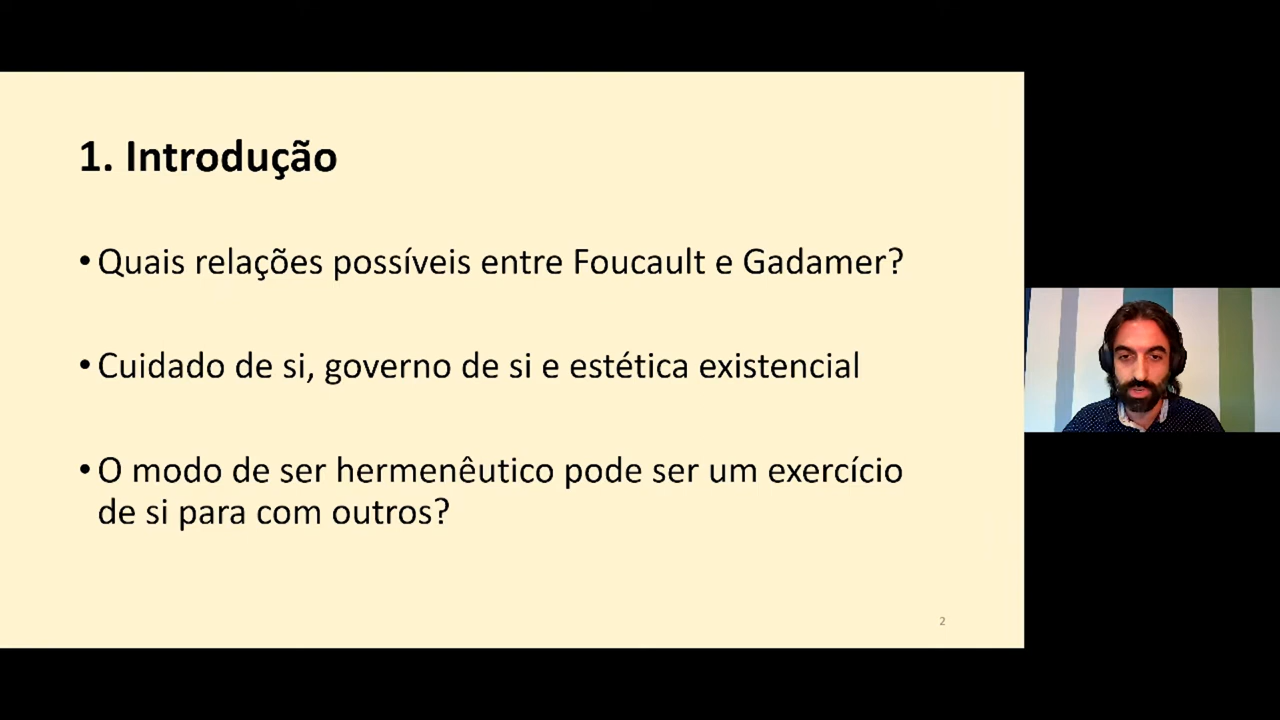 1. Introdução
• Quais relações possíveis entre Foucault e Gadamer?
• Cuidado de si, governo de si e estética existencial
• O modo de ser hermenêutico pode ser um exercício
de si para com outros?
2